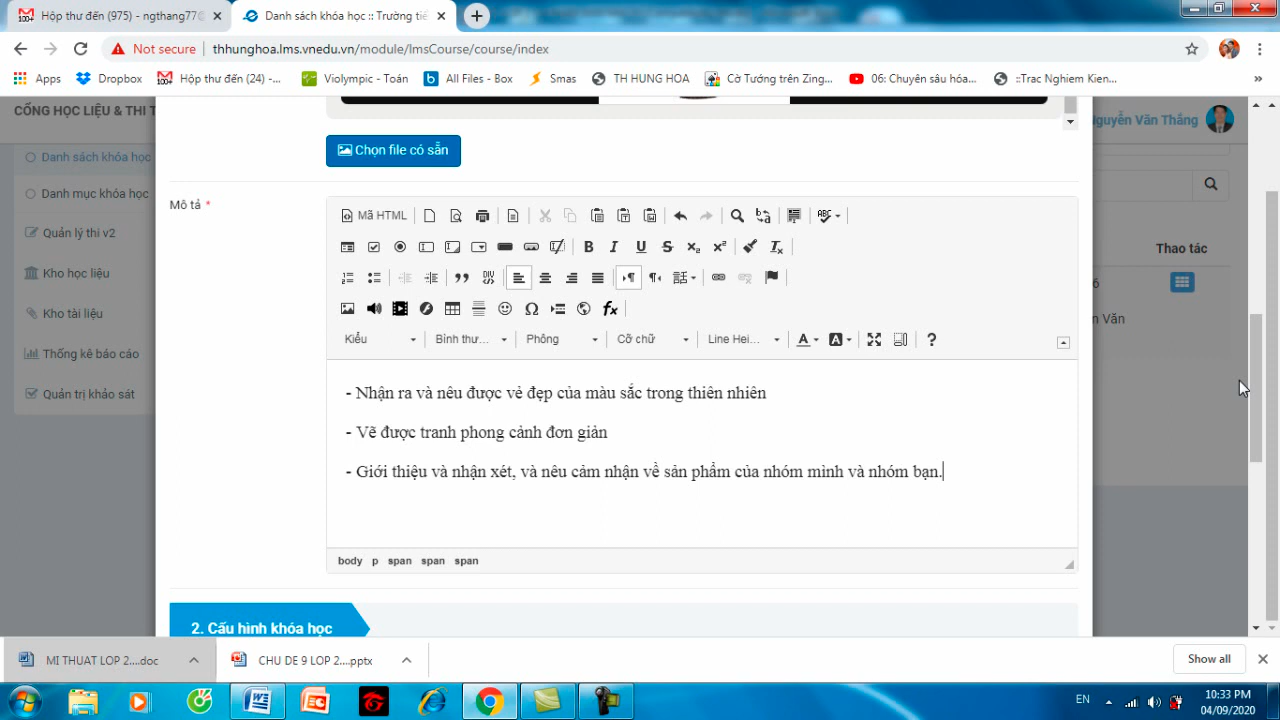 Hộp thư đến (975) - ngthang77@
Danh sách khóa học :: Trường tiể
Not secure
thhunghoa.lms.vnedu.vn/module/lmsCourse/course/index
Apps
Dropbox
Hộp thư đến (24) -...
Violympic - Toán
All Files - Box
Smas
TH HUNG HOA
Cờ Tướng trên Zing...
06: Chuyên sâu hóa...
::Trac Nghiem Kien...
»
CỔNG HỌC LIỆU & THI T
Nguyễn Văn Thắng
Chọn file có sẵn
Danh sách khóa học
Danh mục khóa học
Quản lý thi v2
Kho học liệu
Kho tài liệu
Thống kê báo cáo
Quản trị khảo sát
Mô tả *
Mã HTML
Thao tác
6
n Văn
Kiểu
Bình thư...
Phông
Cỡ chữ
Line Hei...
- Nhận ra và nêu được vẻ đẹp của màu sắc trong thiên nhiên
- Vẽ được tranh phong cảnh đơn giản
- Giới thiệu và nhận xét, và nêu cảm nhận về sản phẩm của nhóm mình và nhóm bạn.
body p span span span
2. Cấu hình khóa học
MI THUAT LOP 2....doc
CHU DE 9 LOP 2....pptx
Show all
EN
10:33 PM
04/09/2020